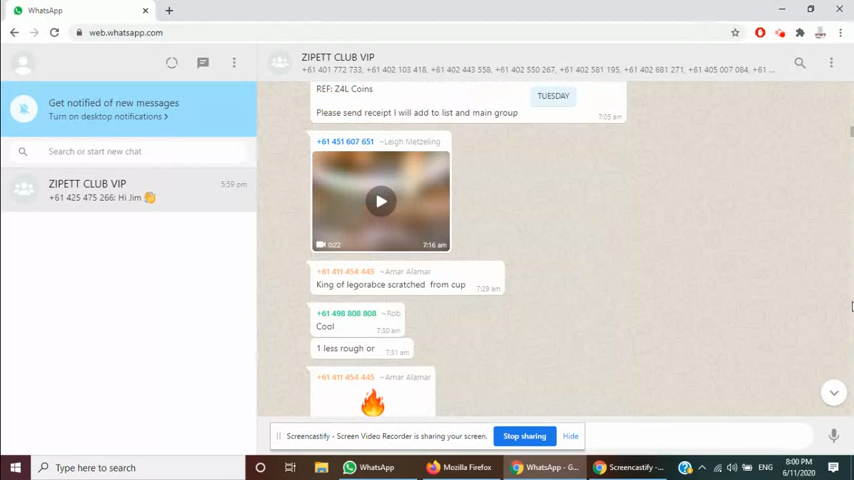 WhatsApp
web.whatsapp.com
ZIPETT CLUB VIP
+61 401 772 733, +61 402 103 418, +61 402 443 558, +61 402 550 267, +61 402 581 195, +61 402 681 271, +61 405 007 084, +61 ...
Get notified of new messages
Turn on desktop notifications >
Search or start new chat
ZIPETT CLUB VIP 5:59 pm
+61 425 475 266: Hi Jim 👋
REF: Z4L Coins
TUESDAY
Please send receipt I will add to list and main group
7:05 am
+61 451 607 651 ~Leigh Metzeling
0:22 7:16 am
+61 411 454 445 ~Amar Alamar
King of legorabce scratched from cup
7:29 am
+61 498 808 808 ~Rob
Cool
7:30 am
1 less rough or 7:31 am
+61 411 454 445 ~Amar Alamar
🔥
Screencastify - Screen Video Recorder is sharing your screen. Stop sharing Hide
Type here to search
WhatsApp
Mozilla Firefox
WhatsApp - G...
Screencastify -...
ENG
8:00 PM
6/11/2020